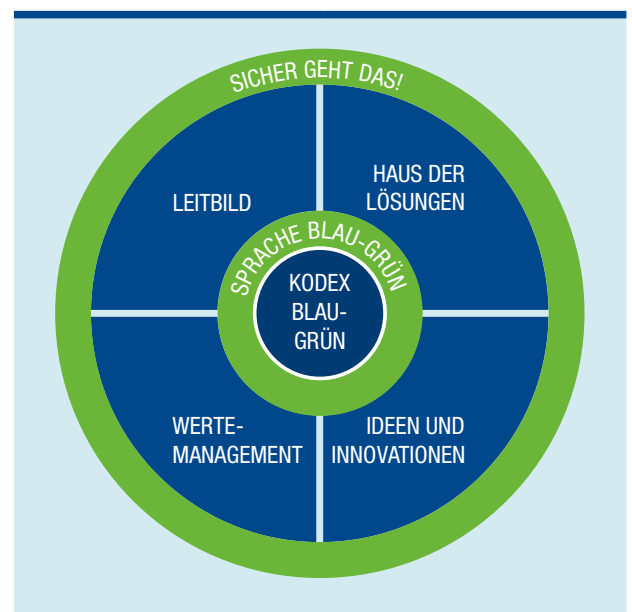 SICHER GEHT DAS!
LEITBILD
HAUS DER
LÖSUNGEN
SPRACHE BLAU-GRÜN
KODEX
BLAU-
GRÜN
WERTE-
MANAGEMENT
IDEEN UND
INNOVATIONEN